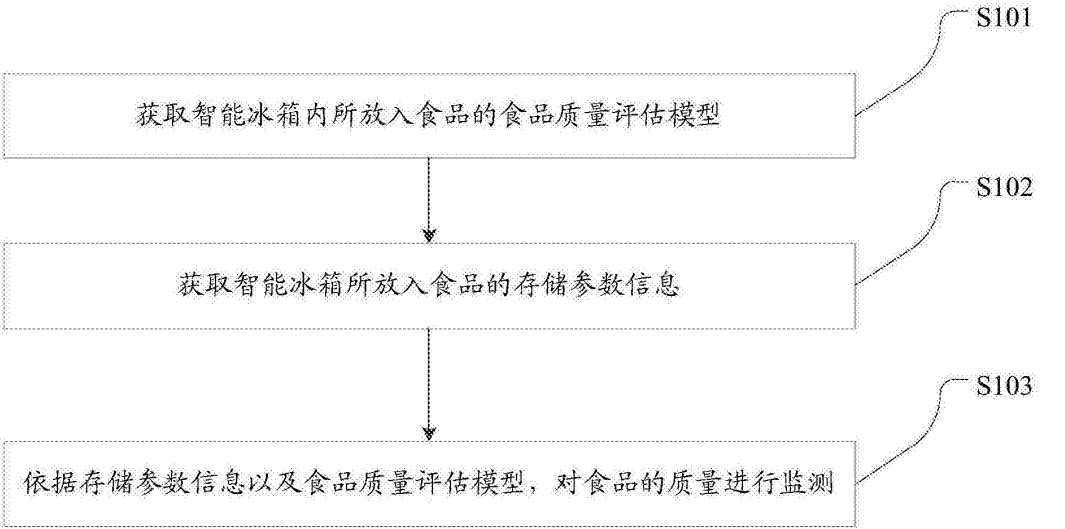 S101
获取智能冰箱内所放入食品的食品质量评估模型
S102
获取智能冰箱所放入食品的存储参数信息
S103
依据存储参数信息以及食品质量评估模型，对食品的质量进行监测